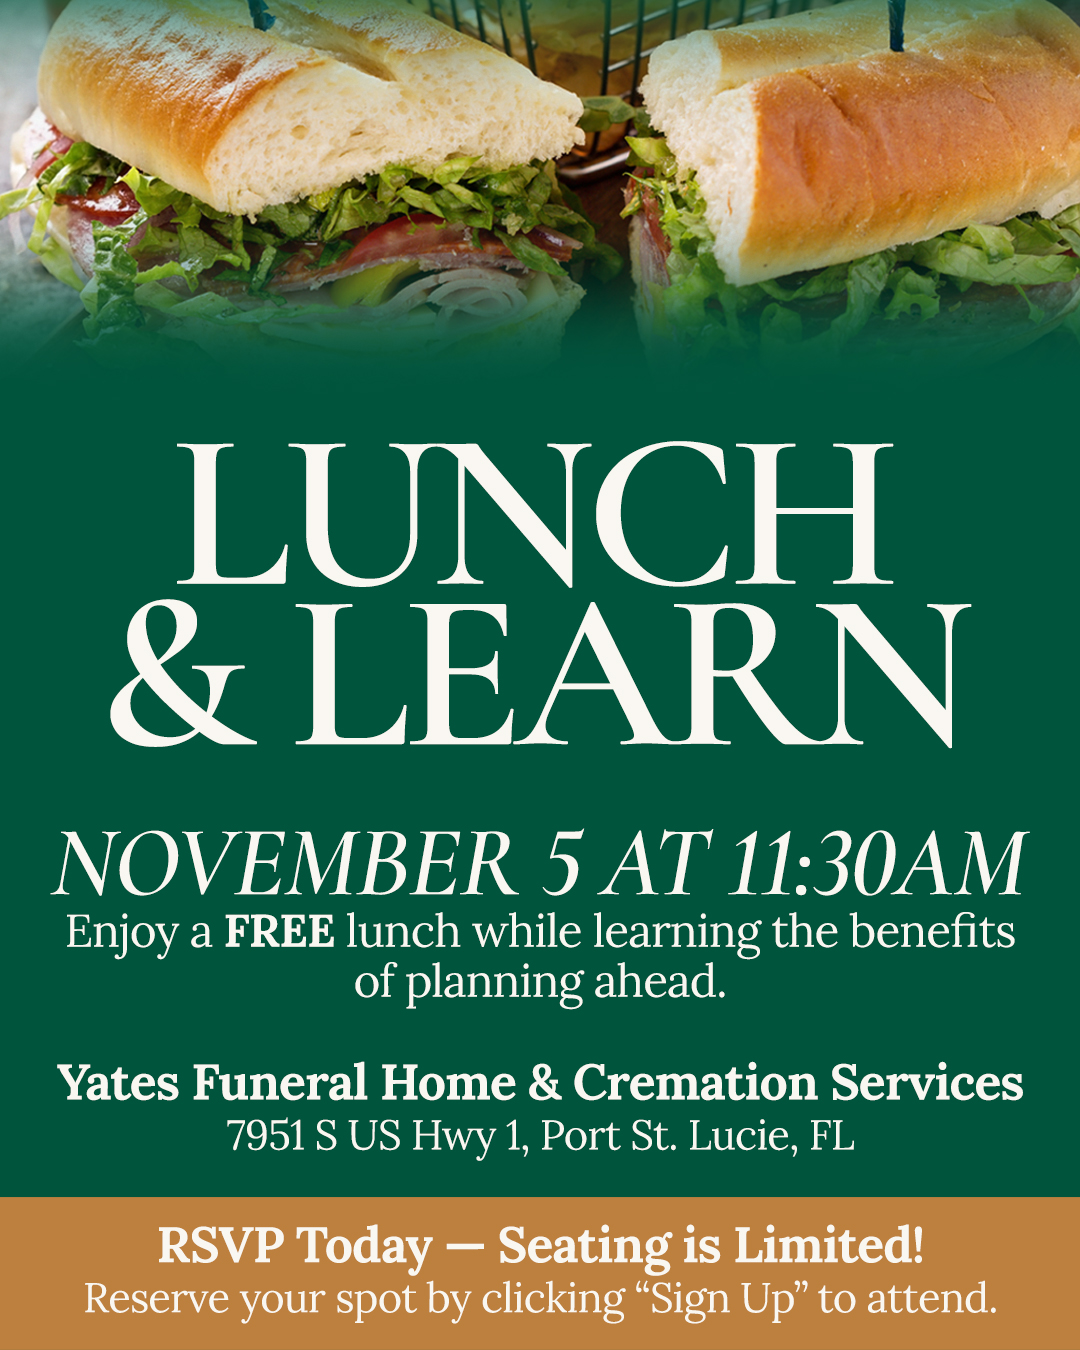 LUNCH
& LEARN
NOVEMBER 5 AT 11:30AM
Enjoy a FREE lunch while learning the benefits
of planning ahead.
Yates Funeral Home & Cremation Services
7951 S US Hwy 1, Port St. Lucie, FL
RSVP Today — Seating is Limited!
Reserve your spot by clicking “Sign Up” to attend.